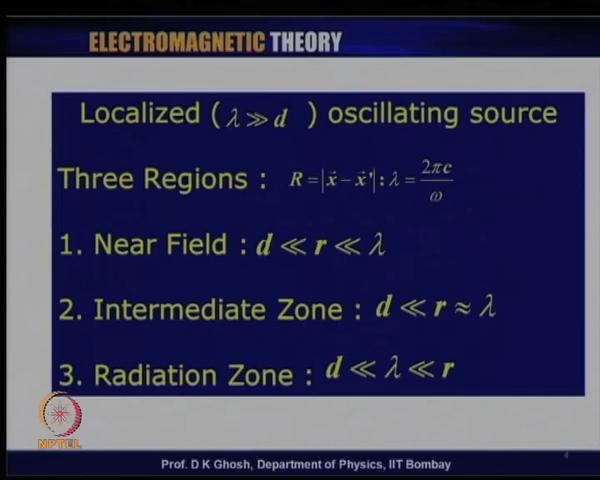 ELECTROMAGNETIC THEORY
Localized ( λ ≫ d ) oscillating source
Three Regions : R = |x⃗ − x⃗'| : λ = 2πc/ω
1. Near Field : d ≪ r ≪ λ
2. Intermediate Zone : d ≪ r ≈ λ
3. Radiation Zone : d ≪ λ ≪ r
NPTEL
Prof. D K Ghosh, Department of Physics, IIT Bombay
4